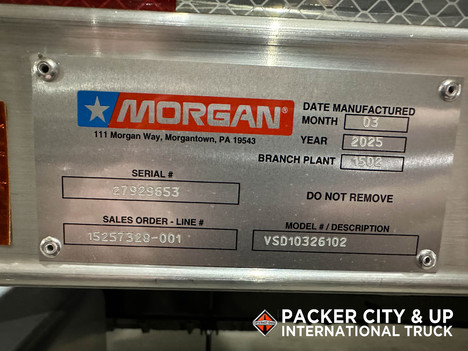 MORGAN®
111 Morgan Way, Morgantown, PA 19543
DATE MANUFACTURED
MONTH 03
YEAR 2025
BRANCH PLANT 1502
SERIAL #
27929653
DO NOT REMOVE
SALES ORDER - LINE #
15257328-001
MODEL # / DESCRIPTION
VSD10326102
PACKER CITY & UP
INTERNATIONAL TRUCK